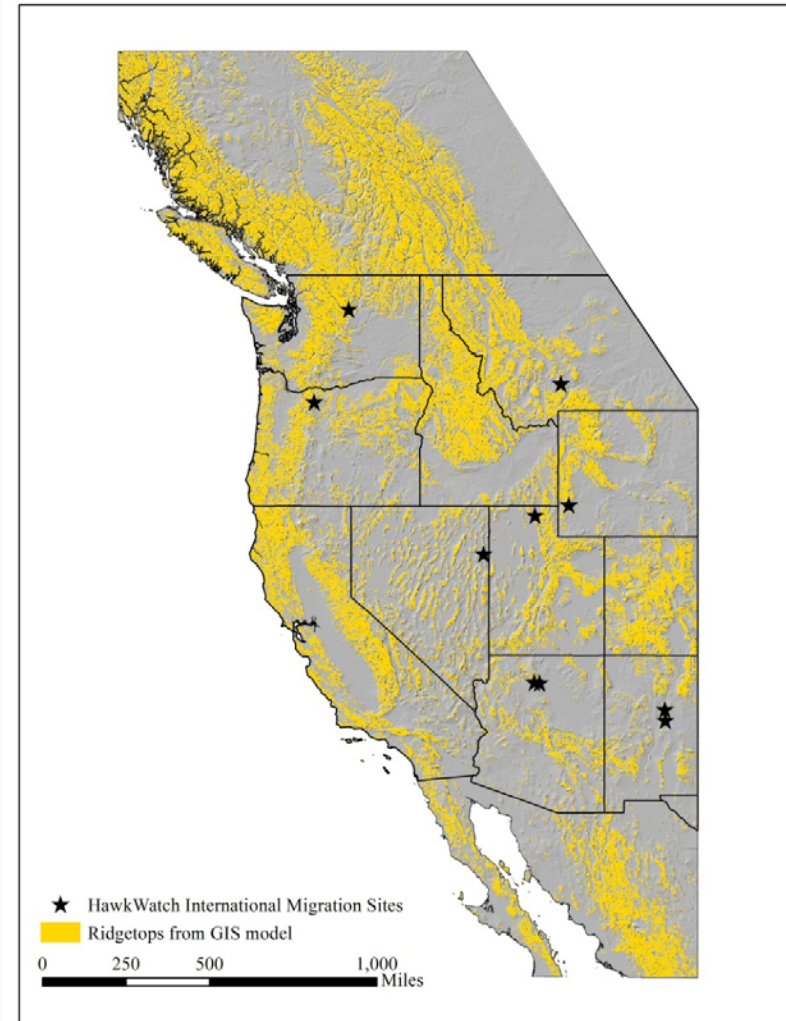 HawkWatch International Migration Sites
Ridgetops from GIS model
0 250 500 1,000
Miles